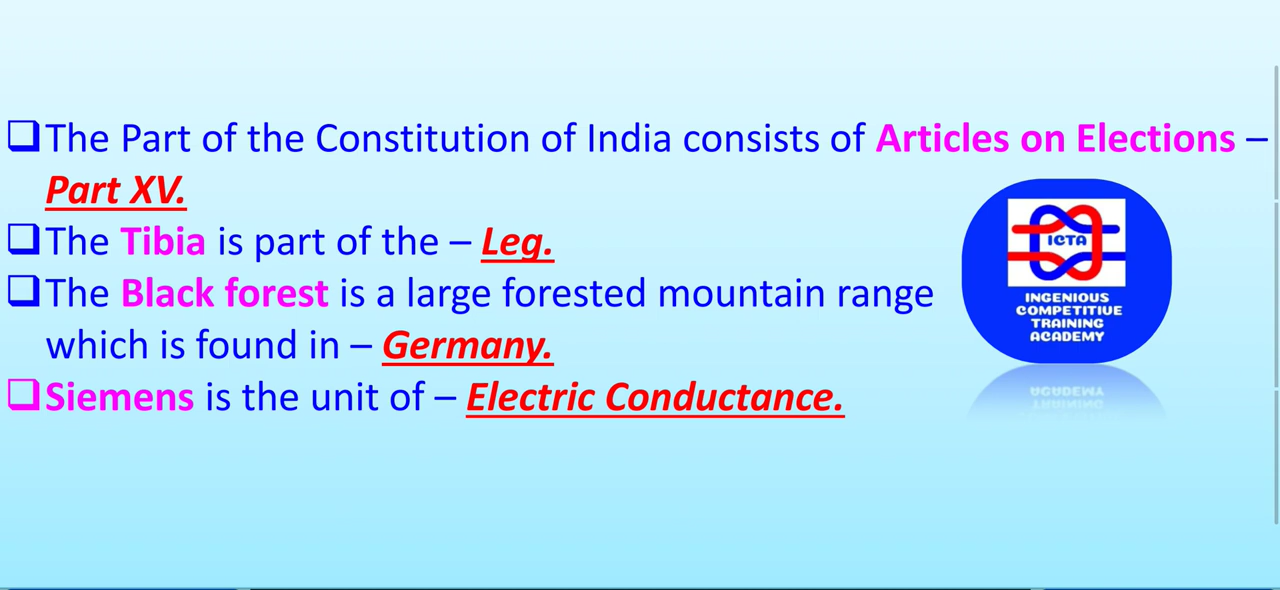 The Part of the Constitution of India consists of Articles on Elections –
Part XV.
The Tibia is part of the – Leg.
The Black forest is a large forested mountain range
which is found in – Germany.
Siemens is the unit of – Electric Conductance.
ICTA
INGENIOUS
COMPETITIVE
TRAINING
ACADEMY